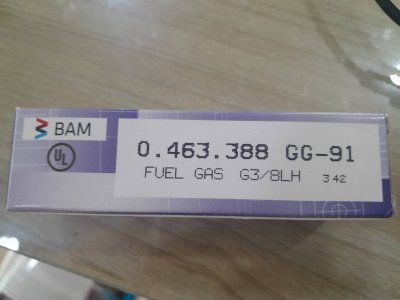 BAM
UL
0.463.388 GG-91
FUEL GAS G3/8LH 342